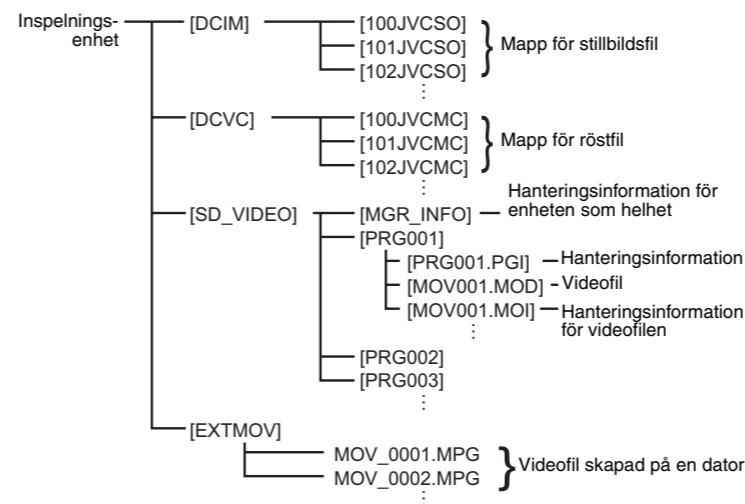 Inspelnings-
enhet
[DCIM]
[100JVCSO]
[101JVCSO]
[102JVCSO]
Mapp för stillbildsfil
[DCVC]
[100JVCMC]
[101JVCMC]
[102JVCMC]
Mapp för röstfil
[SD_VIDEO]
[MGR_INFO]
Hanteringsinformation för
enheten som helhet
[PRG001]
[PRG001.PGI]
Hanteringsinformation
[MOV001.MOD]
Videofil
[MOV001.MOI]
Hanteringsinformation
för videofilen
[PRG002]
[PRG003]
[EXTMOV]
MOV_0001.MPG
MOV_0002.MPG
Videofil skapad på en dator